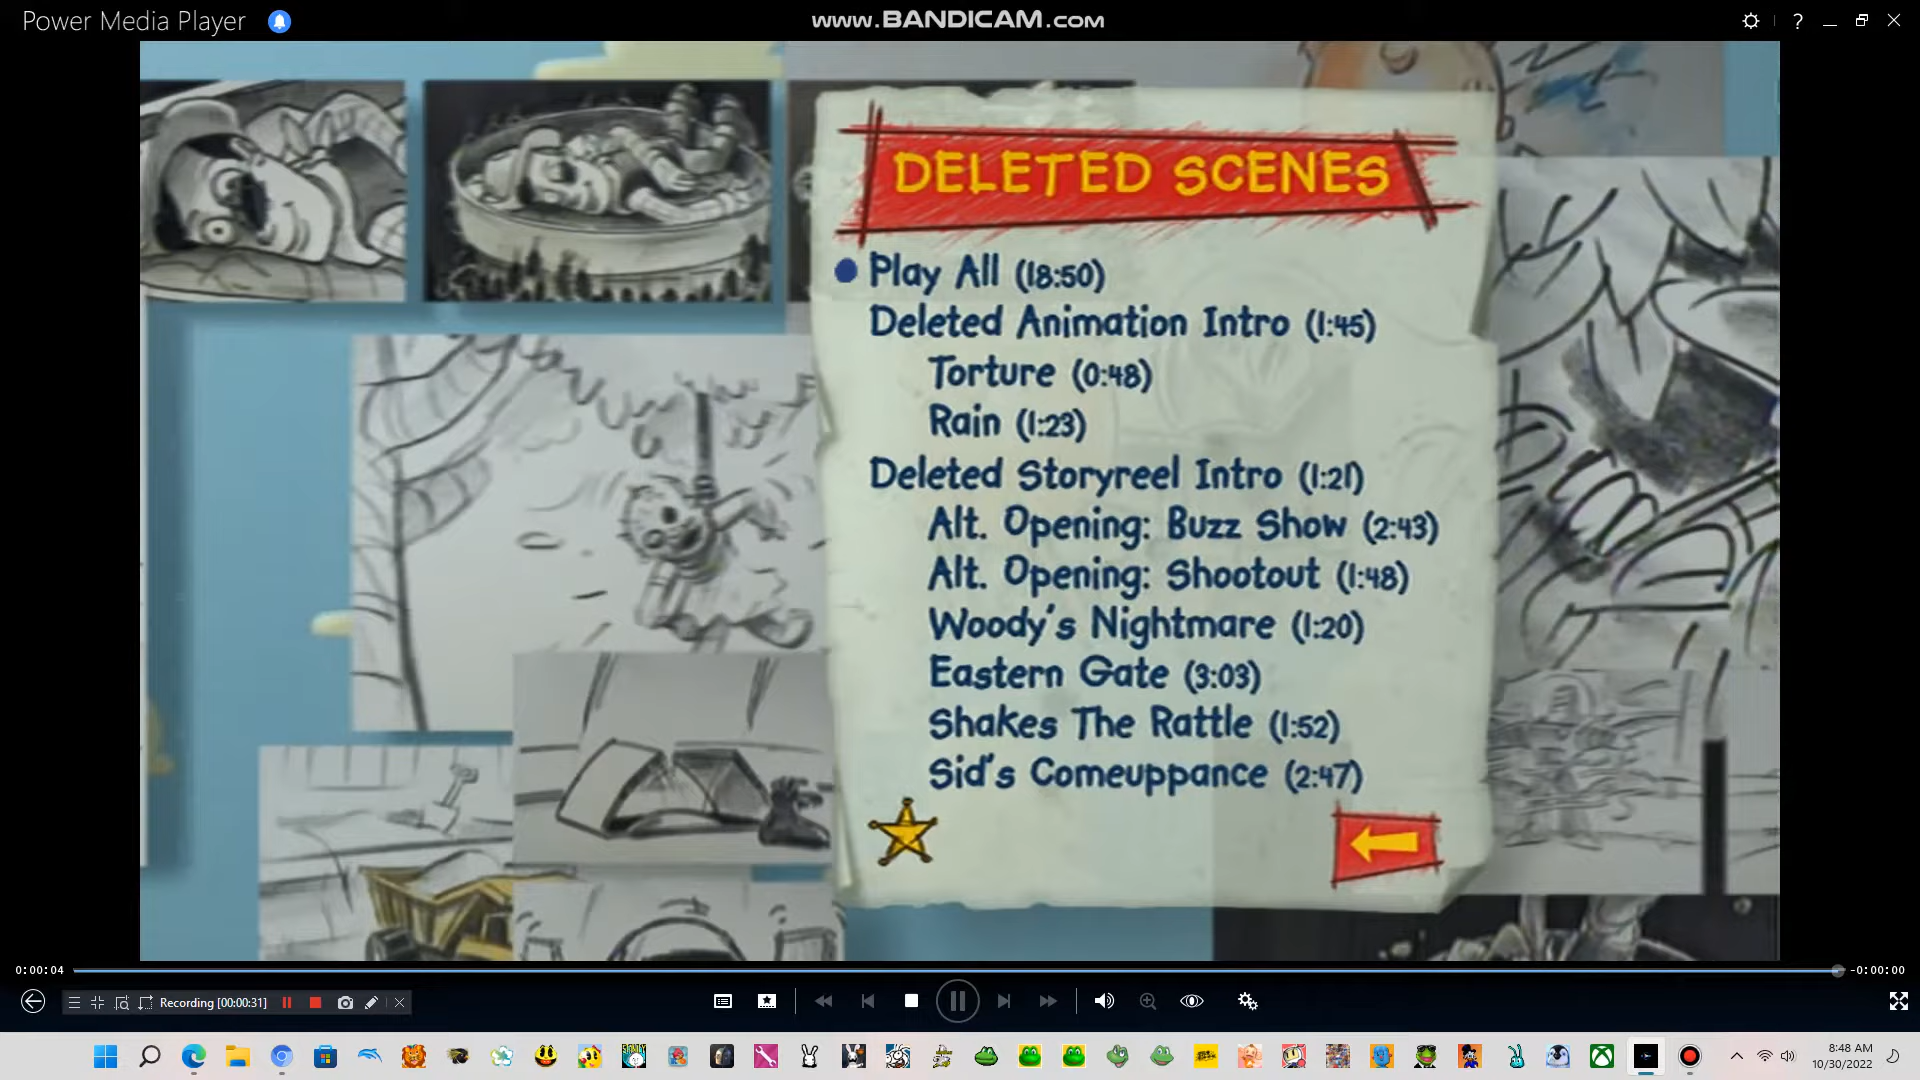 Power Media Player
www.BANDICAM.com
?
DELETED SCENES
Play All (18:50)
Deleted Animation Intro (1:45)
Torture (0:48)
Rain (1:23)
Deleted Storyreel Intro (1:21)
Alt. Opening: Buzz Show (2:43)
Alt. Opening: Shootout (1:48)
Woody's Nightmare (1:20)
Eastern Gate (3:03)
Shakes The Rattle (1:52)
Sid's Comeuppance (2:47)
0:00:04
-0:00:00
Recording [00:00:31]
8:48 AM
10/30/2022